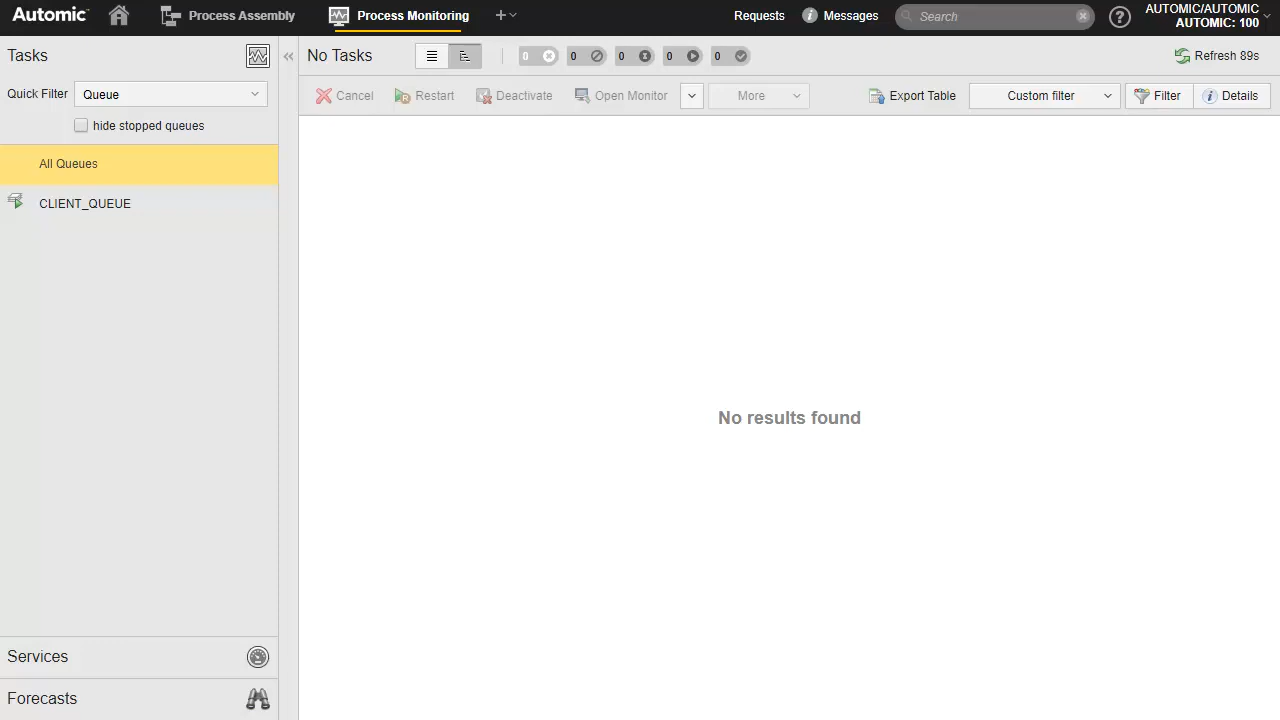 Automic Process Assembly Process Monitoring + Requests Messages Search ? AUTOMIC/AUTOMIC
AUTOMIC: 100
Tasks « No Tasks 0 0 0 0 0 Refresh 89s
Quick Filter Queue Cancel Restart Deactivate Open Monitor More Export Table Custom filter Filter Details
hide stopped queues
All Queues
CLIENT_QUEUE
No results found
Services
Forecasts